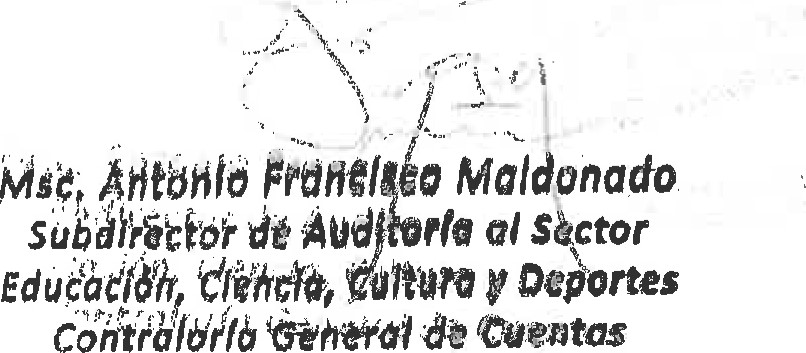 Msc. Antonio Francisco Maldonado
Subdirector de Auditoría al Sector
Educación, Ciencia, Cultura y Deportes
Contraloría General de Cuentas